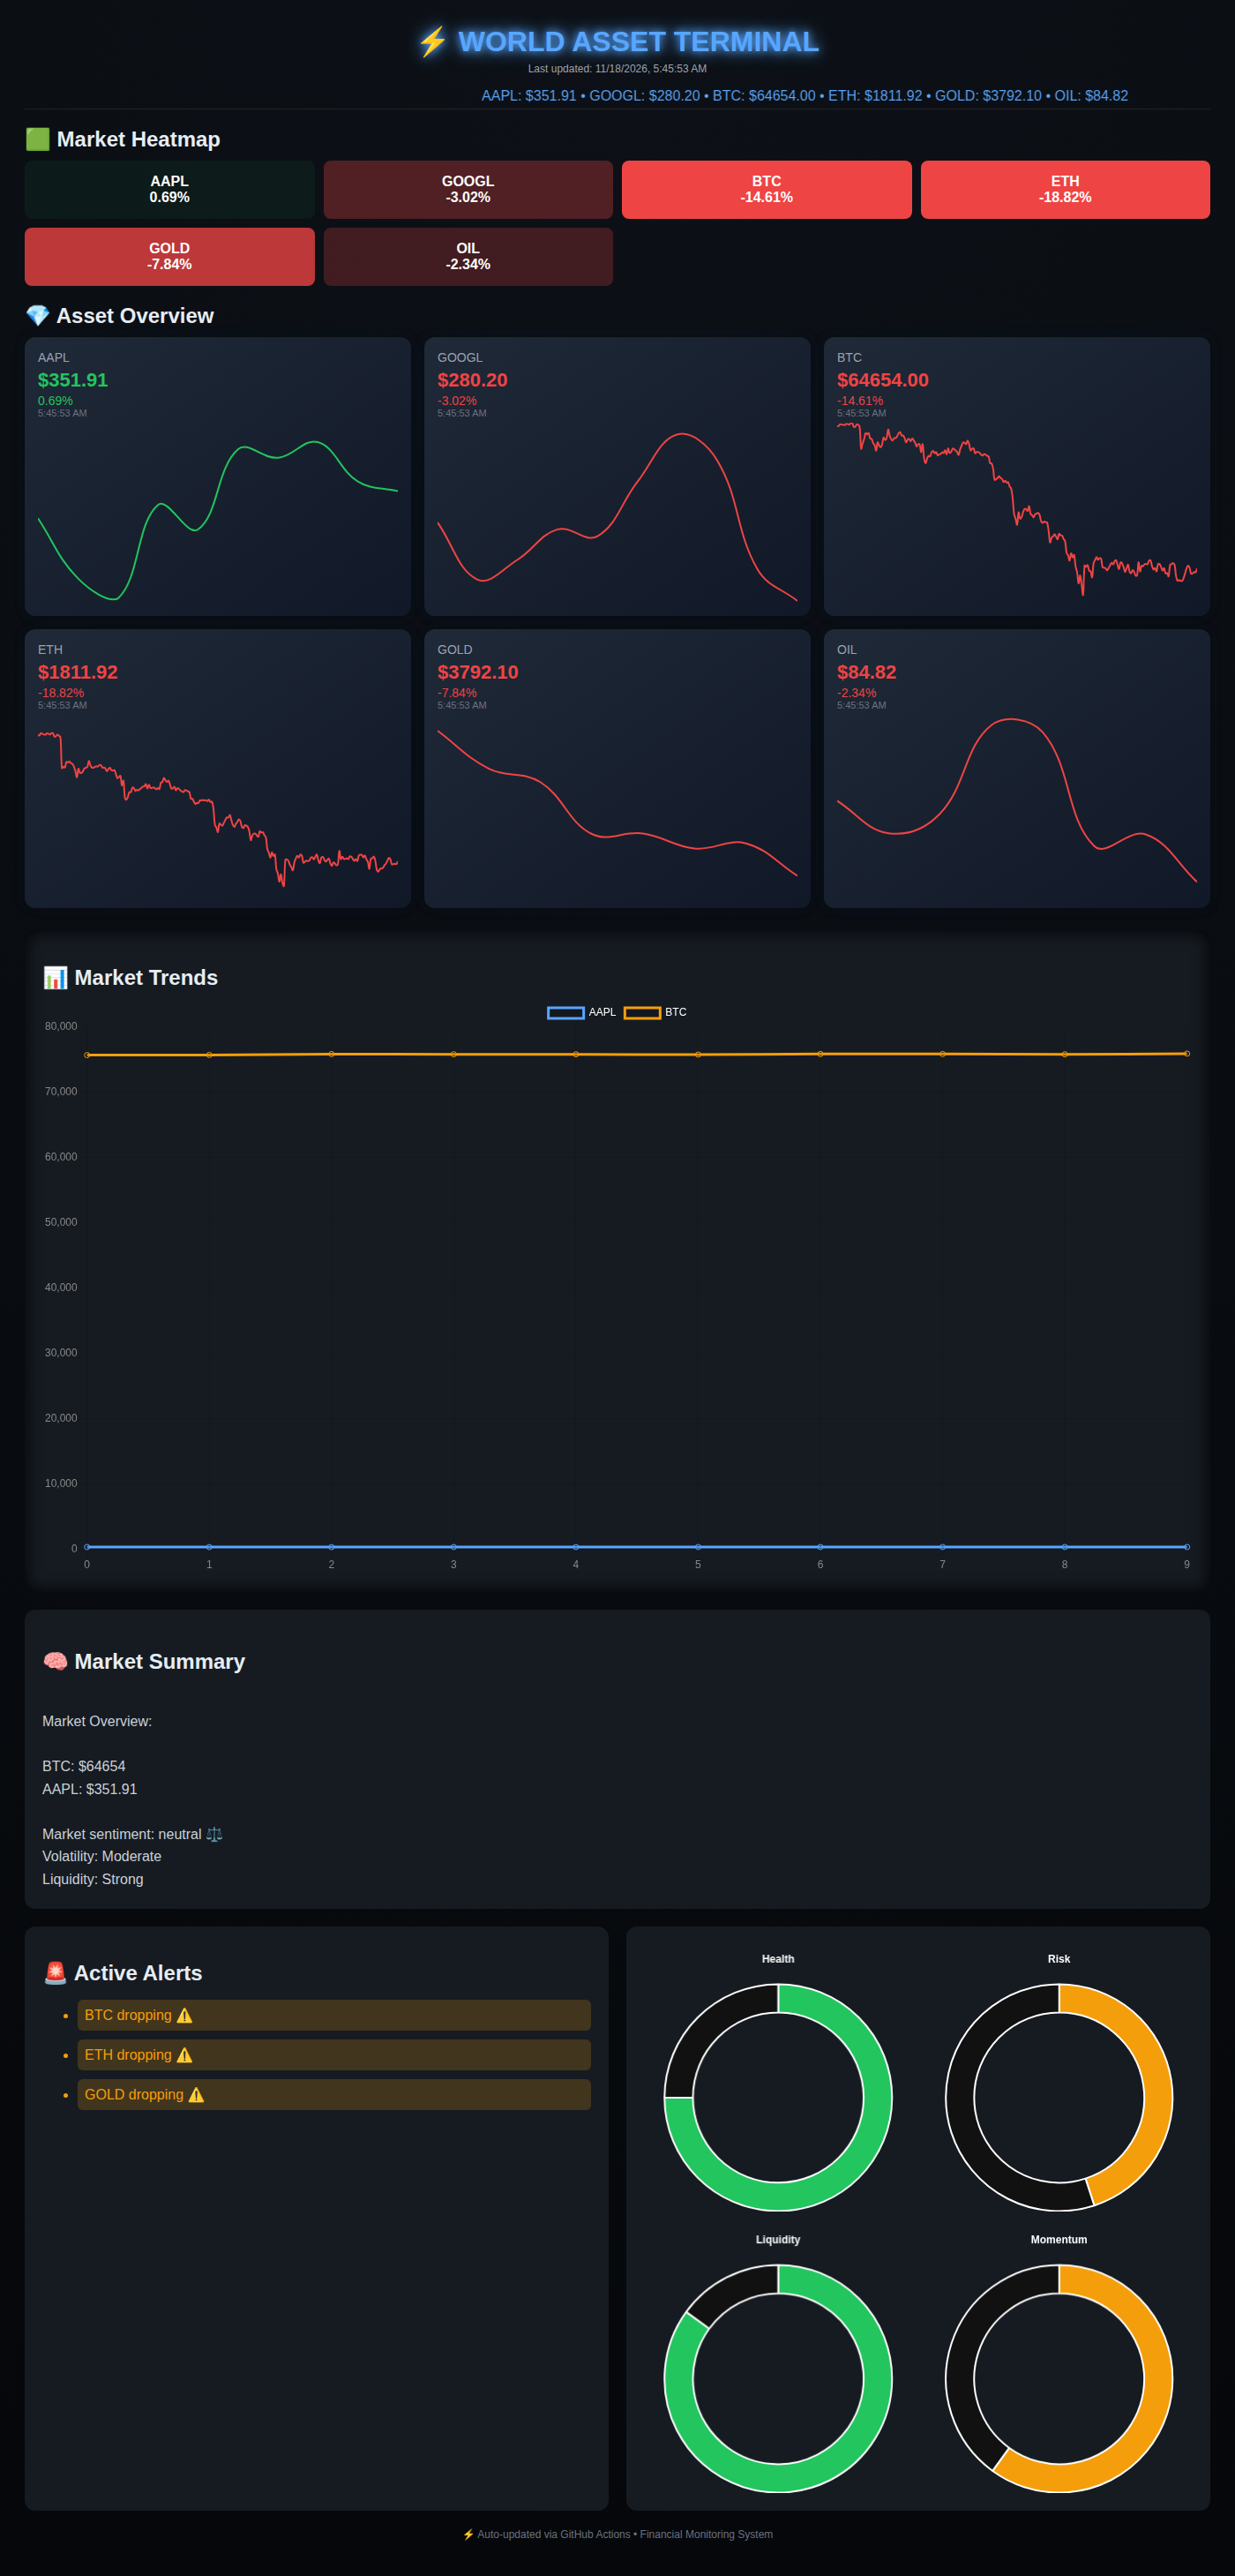 ⚡ WORLD ASSET TERMINAL
Last updated: 11/18/2026, 5:45:53 AM
AAPL: $351.91 • GOOGL: $280.20 • BTC: $64654.00 • ETH: $1811.92 • GOLD: $3792.10 • OIL: $84.82
🟩 Market Heatmap
AAPL
0.69%
GOOGL
-3.02%
BTC
-14.61%
ETH
-18.82%
GOLD
-7.84%
OIL
-2.34%
💎 Asset Overview
AAPL
$351.91
0.69%
5:45:53 AM
GOOGL
$280.20
-3.02%
5:45:53 AM
BTC
$64654.00
-14.61%
5:45:53 AM
ETH
$1811.92
-18.82%
5:45:53 AM
GOLD
$3792.10
-7.84%
5:45:53 AM
OIL
$84.82
-2.34%
5:45:53 AM
📊 Market Trends
AAPL BTC
80,000
70,000
60,000
50,000
40,000
30,000
20,000
10,000
0
0 1 2 3 4 5 6 7 8 9
🧠 Market Summary
Market Overview:
BTC: $64654
AAPL: $351.91
Market sentiment: neutral ⚖️
Volatility: Moderate
Liquidity: Strong
🚨 Active Alerts
• BTC dropping ⚠️
• ETH dropping ⚠️
• GOLD dropping ⚠️
Health
Risk
Liquidity
Momentum
⚡ Auto-updated via GitHub Actions • Financial Monitoring System